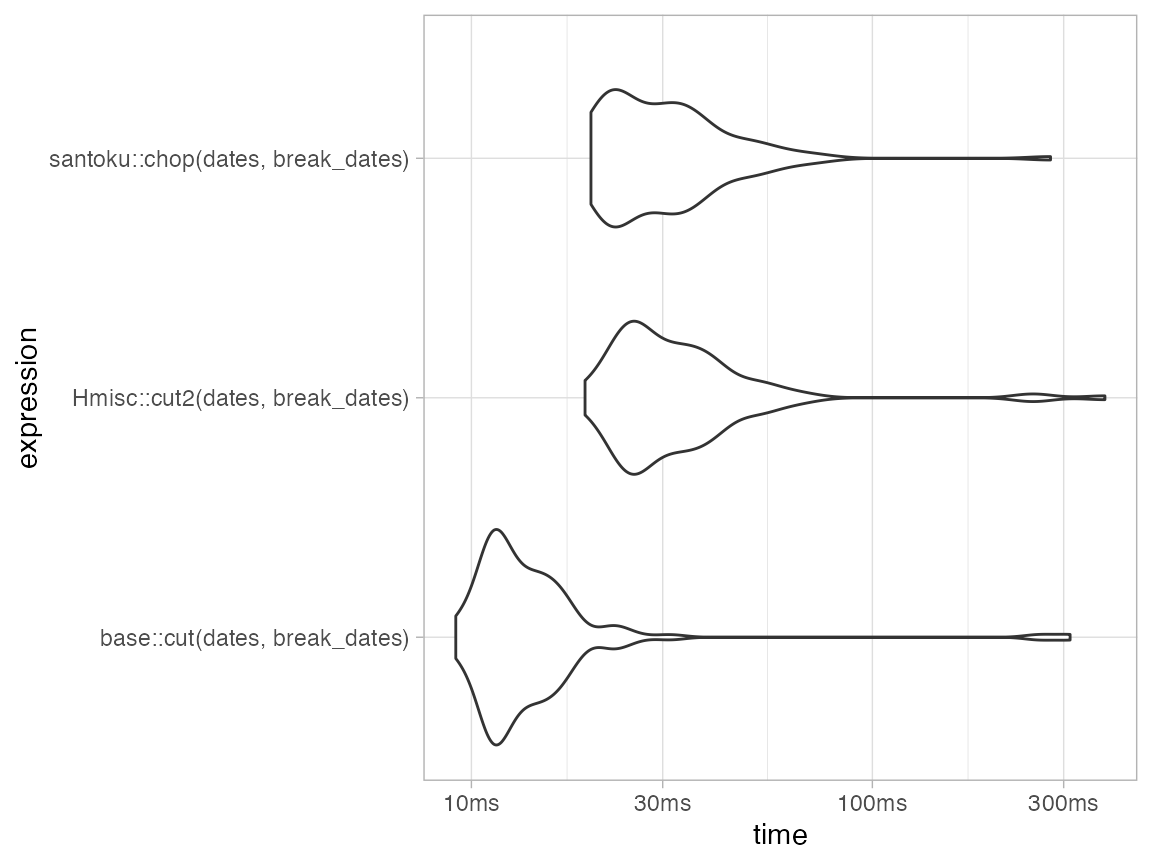 expression
santoku::chop(dates, break_dates)
Hmisc::cut2(dates, break_dates)
base::cut(dates, break_dates)
10ms
30ms
100ms
300ms
time